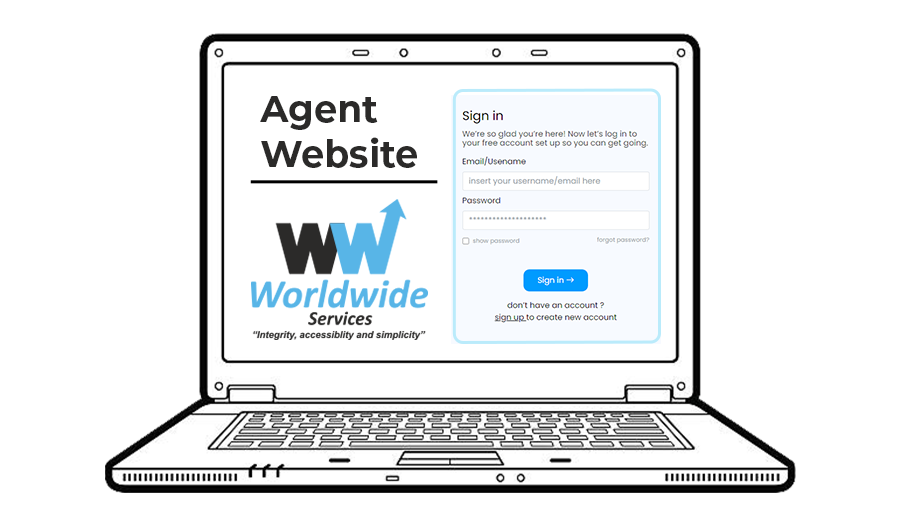 Agent
Website
WW
Worldwide
Services
“Integrity, accessiblity and simplicity”
Sign in
We’re so glad you’re here! Now let’s log in to
your free account set up so you can get going.
Email/Usename
insert your username/email here
Password
********************
show password
forgot password?
Sign in →
don’t have an account ?
sign up to create new account